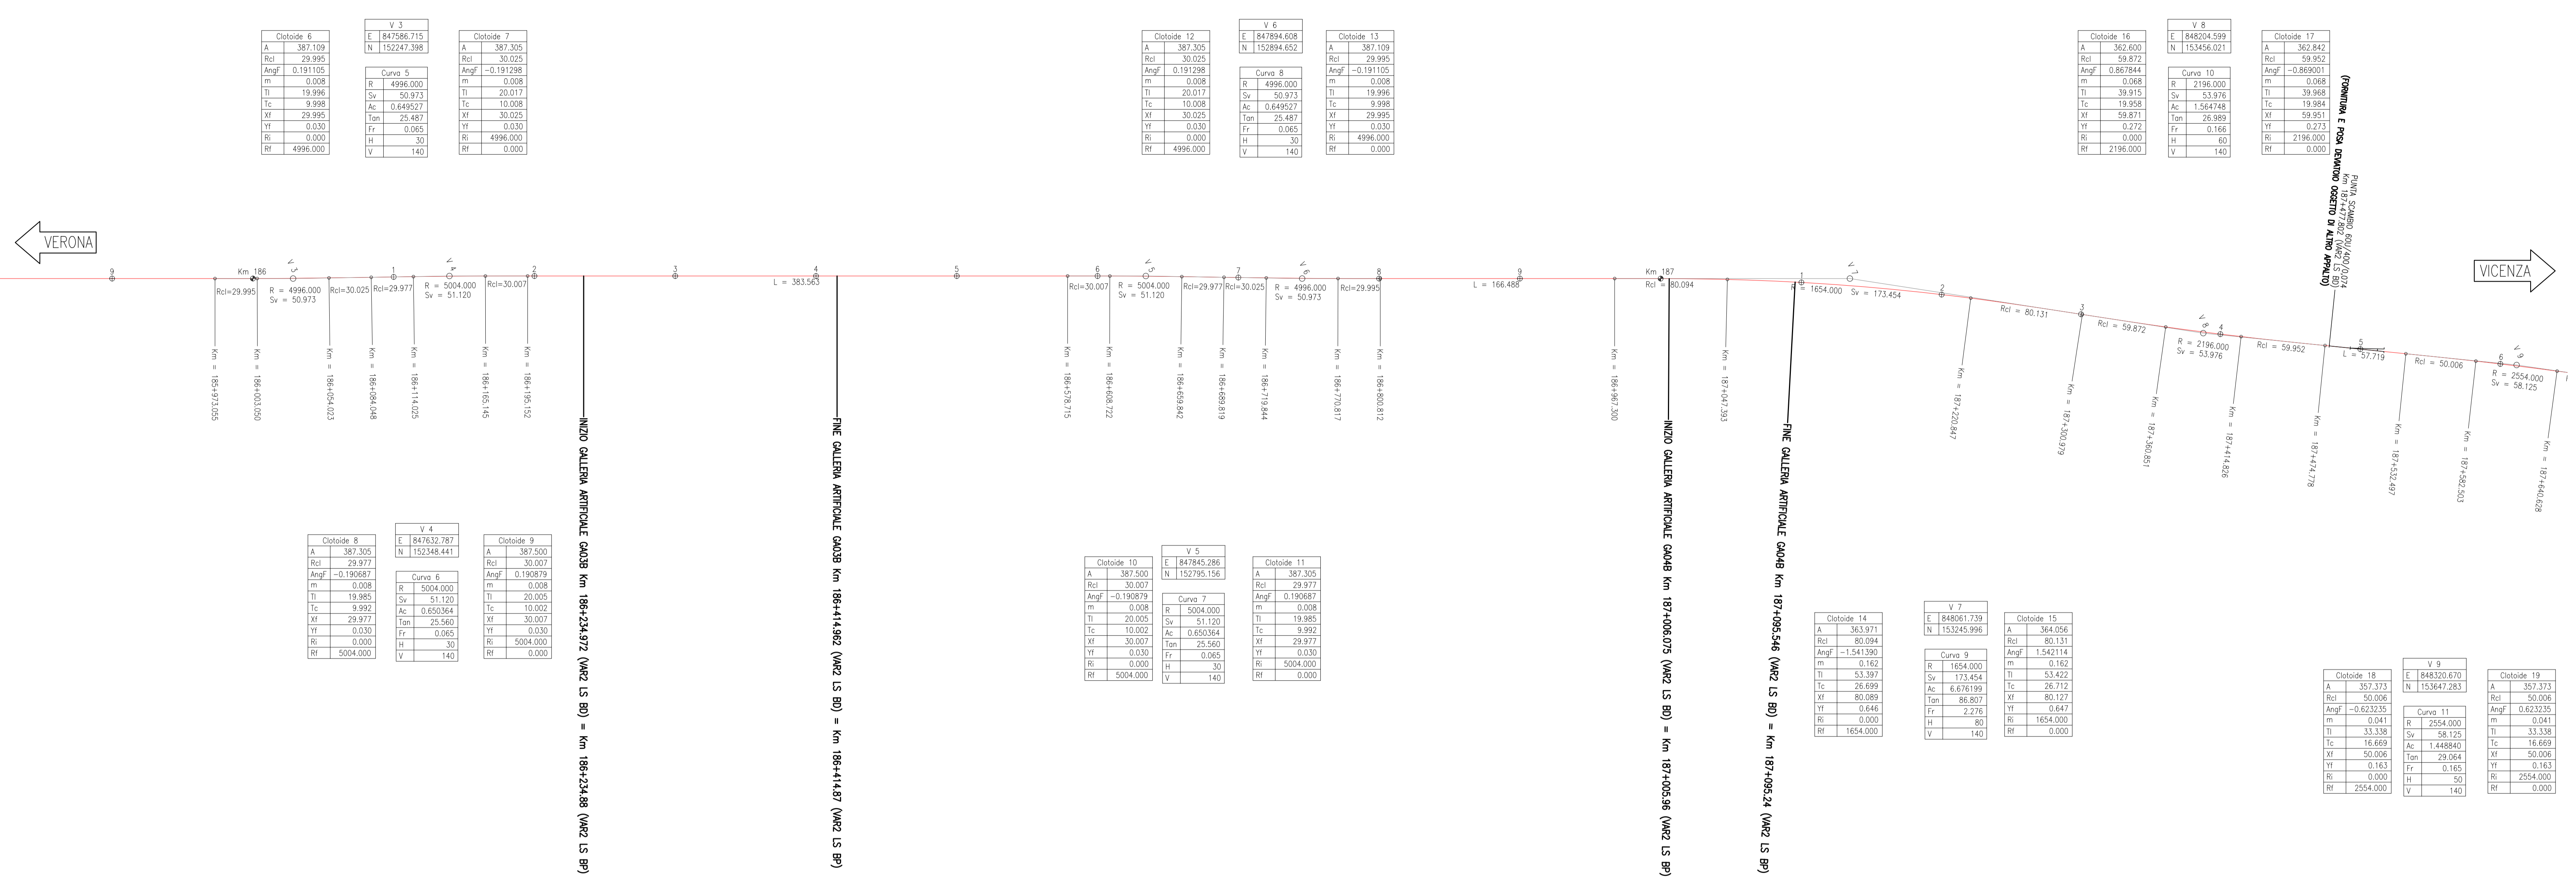 Clotoide 6
A 387.109
Rcl 29.995
AngF 0.191105
m 0.008
Tl 19.996
Tc 9.998
Xf 29.995
Yf 0.030
Ri 0.000
Rf 4996.000
V 3
E 847586.715
N 152247.398
Curva 5
R 4996.000
Sv 50.973
Ac 0.649527
Tan 25.487
Fr 0.065
H 30
V 140
Clotoide 7
A 387.305
Rcl 30.025
AngF -0.191298
m 0.008
Tl 20.017
Tc 10.008
Xf 30.025
Yf 0.030
Ri 4996.000
Rf 0.000
Clotoide 12
A 387.305
Rcl 30.025
AngF 0.191298
m 0.008
Tl 20.017
Tc 10.008
Xf 30.025
Yf 0.030
Ri 0.000
Rf 4996.000
V 6
E 847894.608
N 152894.652
Curva 8
R 4996.000
Sv 50.973
Ac 0.649527
Tan 25.487
Fr 0.065
H 30
V 140
Clotoide 13
A 387.109
Rcl 29.995
AngF -0.191105
m 0.008
Tl 19.996
Tc 9.998
Xf 29.995
Yf 0.030
Ri 4996.000
Rf 0.000
Clotoide 16
A 362.600
Rcl 59.872
AngF 0.867844
m 0.068
Tl 39.915
Tc 19.958
Xf 59.871
Yf 0.272
Ri 0.000
Rf 2196.000
V 8
E 848204.599
N 153456.021
Curva 10
R 2196.000
Sv 53.976
Ac 1.564748
Tan 26.989
Fr 0.166
H 60
V 140
Clotoide 17
A 362.842
Rcl 59.952
AngF -0.869001
m 0.068
Tl 39.968
Tc 19.984
Xf 59.951
Yf 0.273
Ri 2196.000
Rf 0.000
PUNTA SCAMBIO 60U/400/0.074
Km 187+477.802 (VAR2 LS BD)
(FORNITURA E POSA DEVIATOIO OGGETTO DI ALTRO APPALTO)
VERONA
VICENZA
9
Km 186
V 3
1
V 4
2
3
4
5
6
V 5
7
V 6
8
9
Km 187
1
V 7
2
3
V 8
4
5
6
V 9
Rcl=29.995
R = 4996.000
Sv = 50.973
Rcl=30.025
Rcl=29.977
R = 5004.000
Sv = 51.120
Rcl=30.007
L = 383.563
Rcl=30.007
R = 5004.000
Sv = 51.120
Rcl=29.977
Rcl=30.025
R = 4996.000
Sv = 50.973
Rcl=29.995
L = 166.488
Rcl = 80.094
R = 1654.000
Sv = 173.454
Rcl = 80.131
Rcl = 59.872
R = 2196.000
Sv = 53.976
Rcl = 59.952
L = 57.719
Rcl = 50.006
R = 2554.000
Sv = 58.125
Km = 185+973.055
Km = 186+003.050
Km = 186+054.023
Km = 186+084.048
Km = 186+114.025
Km = 186+165.145
Km = 186+195.152
Km = 186+578.715
Km = 186+608.722
Km = 186+659.842
Km = 186+689.819
Km = 186+719.844
Km = 186+770.817
Km = 186+800.812
Km = 186+967.300
Km = 187+047.393
Km = 187+220.847
Km = 187+300.979
Km = 187+360.851
Km = 187+414.826
Km = 187+474.778
Km = 187+532.497
Km = 187+582.503
Km = 187+640.628
INIZIO GALLERIA ARTIFICIALE GA03B Km 186+234.972 (VAR2 LS BD) = Km 186+234.88 (VAR2 LS BP)
FINE GALLERIA ARTIFICIALE GA03B Km 186+414.962 (VAR2 LS BD) = Km 186+414.87 (VAR2 LS BP)
INIZIO GALLERIA ARTIFICIALE GA04B Km 187+006.075 (VAR2 LS BD) = Km 187+005.96 (VAR2 LS BP)
FINE GALLERIA ARTIFICIALE GA04B Km 187+095.546 (VAR2 LS BD) = Km 187+095.24 (VAR2 LS BP)
Clotoide 8
A 387.305
Rcl 29.977
AngF -0.190687
m 0.008
Tl 19.985
Tc 9.992
Xf 29.977
Yf 0.030
Ri 0.000
Rf 5004.000
V 4
E 847632.787
N 152348.441
Curva 6
R 5004.000
Sv 51.120
Ac 0.650364
Tan 25.560
Fr 0.065
H 30
V 140
Clotoide 9
A 387.500
Rcl 30.007
AngF 0.190879
m 0.008
Tl 20.005
Tc 10.002
Xf 30.007
Yf 0.030
Ri 5004.000
Rf 0.000
Clotoide 10
A 387.500
Rcl 30.007
AngF -0.190879
m 0.008
Tl 20.005
Tc 10.002
Xf 30.007
Yf 0.030
Ri 0.000
Rf 5004.000
V 5
E 847845.286
N 152795.156
Curva 7
R 5004.000
Sv 51.120
Ac 0.650364
Tan 25.560
Fr 0.065
H 30
V 140
Clotoide 11
A 387.305
Rcl 29.977
AngF 0.190687
m 0.008
Tl 19.985
Tc 9.992
Xf 29.977
Yf 0.030
Ri 5004.000
Rf 0.000
Clotoide 14
A 363.971
Rcl 80.094
AngF -1.541390
m 0.162
Tl 53.397
Tc 26.699
Xf 80.089
Yf 0.646
Ri 0.000
Rf 1654.000
V 7
E 848061.739
N 153245.996
Curva 9
R 1654.000
Sv 173.454
Ac 6.676199
Tan 86.807
Fr 2.276
H 80
V 140
Clotoide 15
A 364.056
Rcl 80.131
AngF 1.542114
m 0.162
Tl 53.422
Tc 26.712
Xf 80.127
Yf 0.647
Ri 1654.000
Rf 0.000
Clotoide 18
A 357.373
Rcl 50.006
AngF -0.623235
m 0.041
Tl 33.338
Tc 16.669
Xf 50.006
Yf 0.163
Ri 0.000
Rf 2554.000
V 9
E 848320.670
N 153647.283
Curva 11
R 2554.000
Sv 58.125
Ac 1.448840
Tan 29.064
Fr 0.165
H 50
V 140
Clotoide 19
A 357.373
Rcl 50.006
AngF 0.623235
m 0.041
Tl 33.338
Tc 16.669
Xf 50.006
Yf 0.163
Ri 2554.000
Rf 0.000